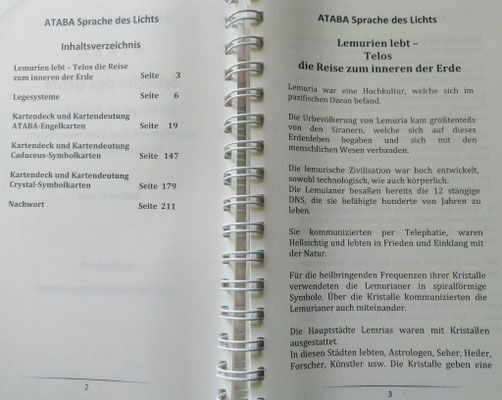 ATABA Sprache des Lichts
Inhaltsverzeichnis
Lemurien lebt – Telos die Reise
zum inneren der Erde Seite 3
Legesysteme Seite 6
Kartendeck und Kartendeutung
ATABA-Engelkarten Seite 19
Kartendeck und Kartendeutung
Caduceus-Symbolkarten Seite 147
Kartendeck und Kartendeutung
Crystal-Symbolkarten Seite 179
Nachwort Seite 211
2
ATABA Sprache des Lichts
Lemurien lebt –
Telos
die Reise zum inneren der Erde
Lemuria war eine Hochkultur, welche sich im
pazifischen Ozean befand.
Die Urbevölkerung von Lemuria kam größtenteils
von den Siranern, welche sich auf dieses
Erdenleben begaben und sich mit den
menschlichen Wesen verbanden.
Die lemurische Zivilisation war hoch entwickelt,
sowohl technologisch, wie auch körperlich.
Die Lemuianer besaßen bereits die 12 stängige
DNS, die sie befähigte hunderte von Jahren zu
leben.
Sie kommunizierten per Telephatie, waren
Hellsichtig und lebten in Frieden und Einklang mit
der Natur.
Für die heilbringenden Frequenzen ihrer Kristalle
verwendeten die Lemurianer in spiralförmige
Symbole. Über die Kristalle kommunizierten die
Lemurianer auch miteinander.
Die Hauptstädte Lemrias waren mit Kristallen
ausgestattet.
In diesen Städten lebten, Astrologen, Seher, Heiler,
Forscher, Künstler usw. Die Kristalle geben eine
3